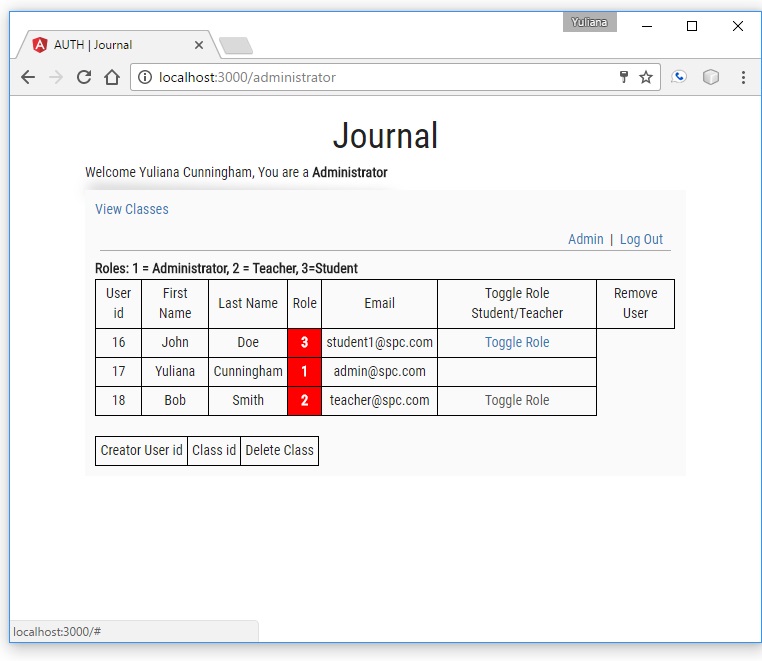 Yuliana
AUTH | Journal
localhost:3000/administrator
Journal
Welcome Yuliana Cunningham, You are a Administrator
View Classes
Admin | Log Out
Roles: 1 = Administrator, 2 = Teacher, 3=Student
User id First Name Last Name Role Email Toggle Role Student/Teacher Remove User
16 John Doe 3 student1@spc.com Toggle Role
17 Yuliana Cunningham 1 admin@spc.com
18 Bob Smith 2 teacher@spc.com Toggle Role
Creator User id Class id Delete Class
localhost:3000/#